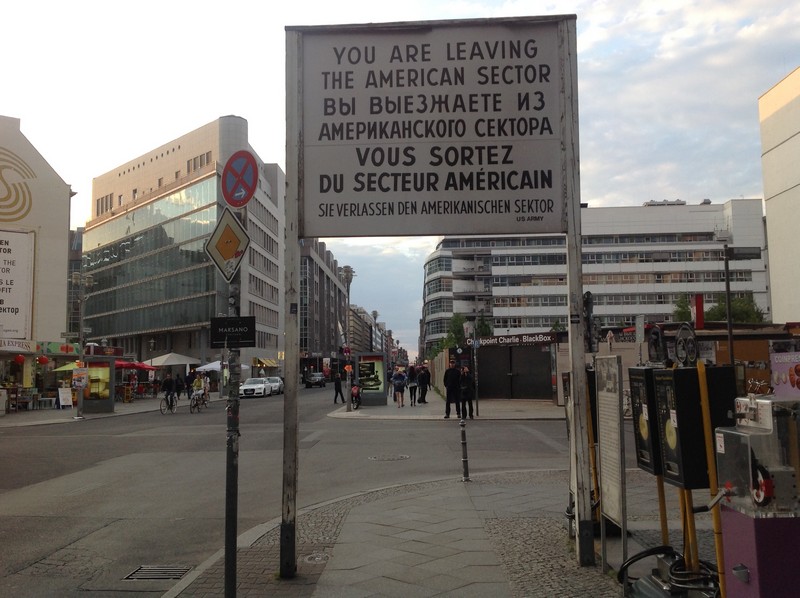 YOU ARE LEAVING
THE AMERICAN SECTOR
ВЫ ВЫЕЗЖАЕТЕ ИЗ
АМЕРИКАНСКОГО СЕКТОРА
VOUS SORTEZ
DU SECTEUR AMÉRICAIN
SIE VERLASSEN DEN AMERIKANISCHEN SEKTOR
US ARMY
MARSANO
Checkpoint Charlie . BlackBox